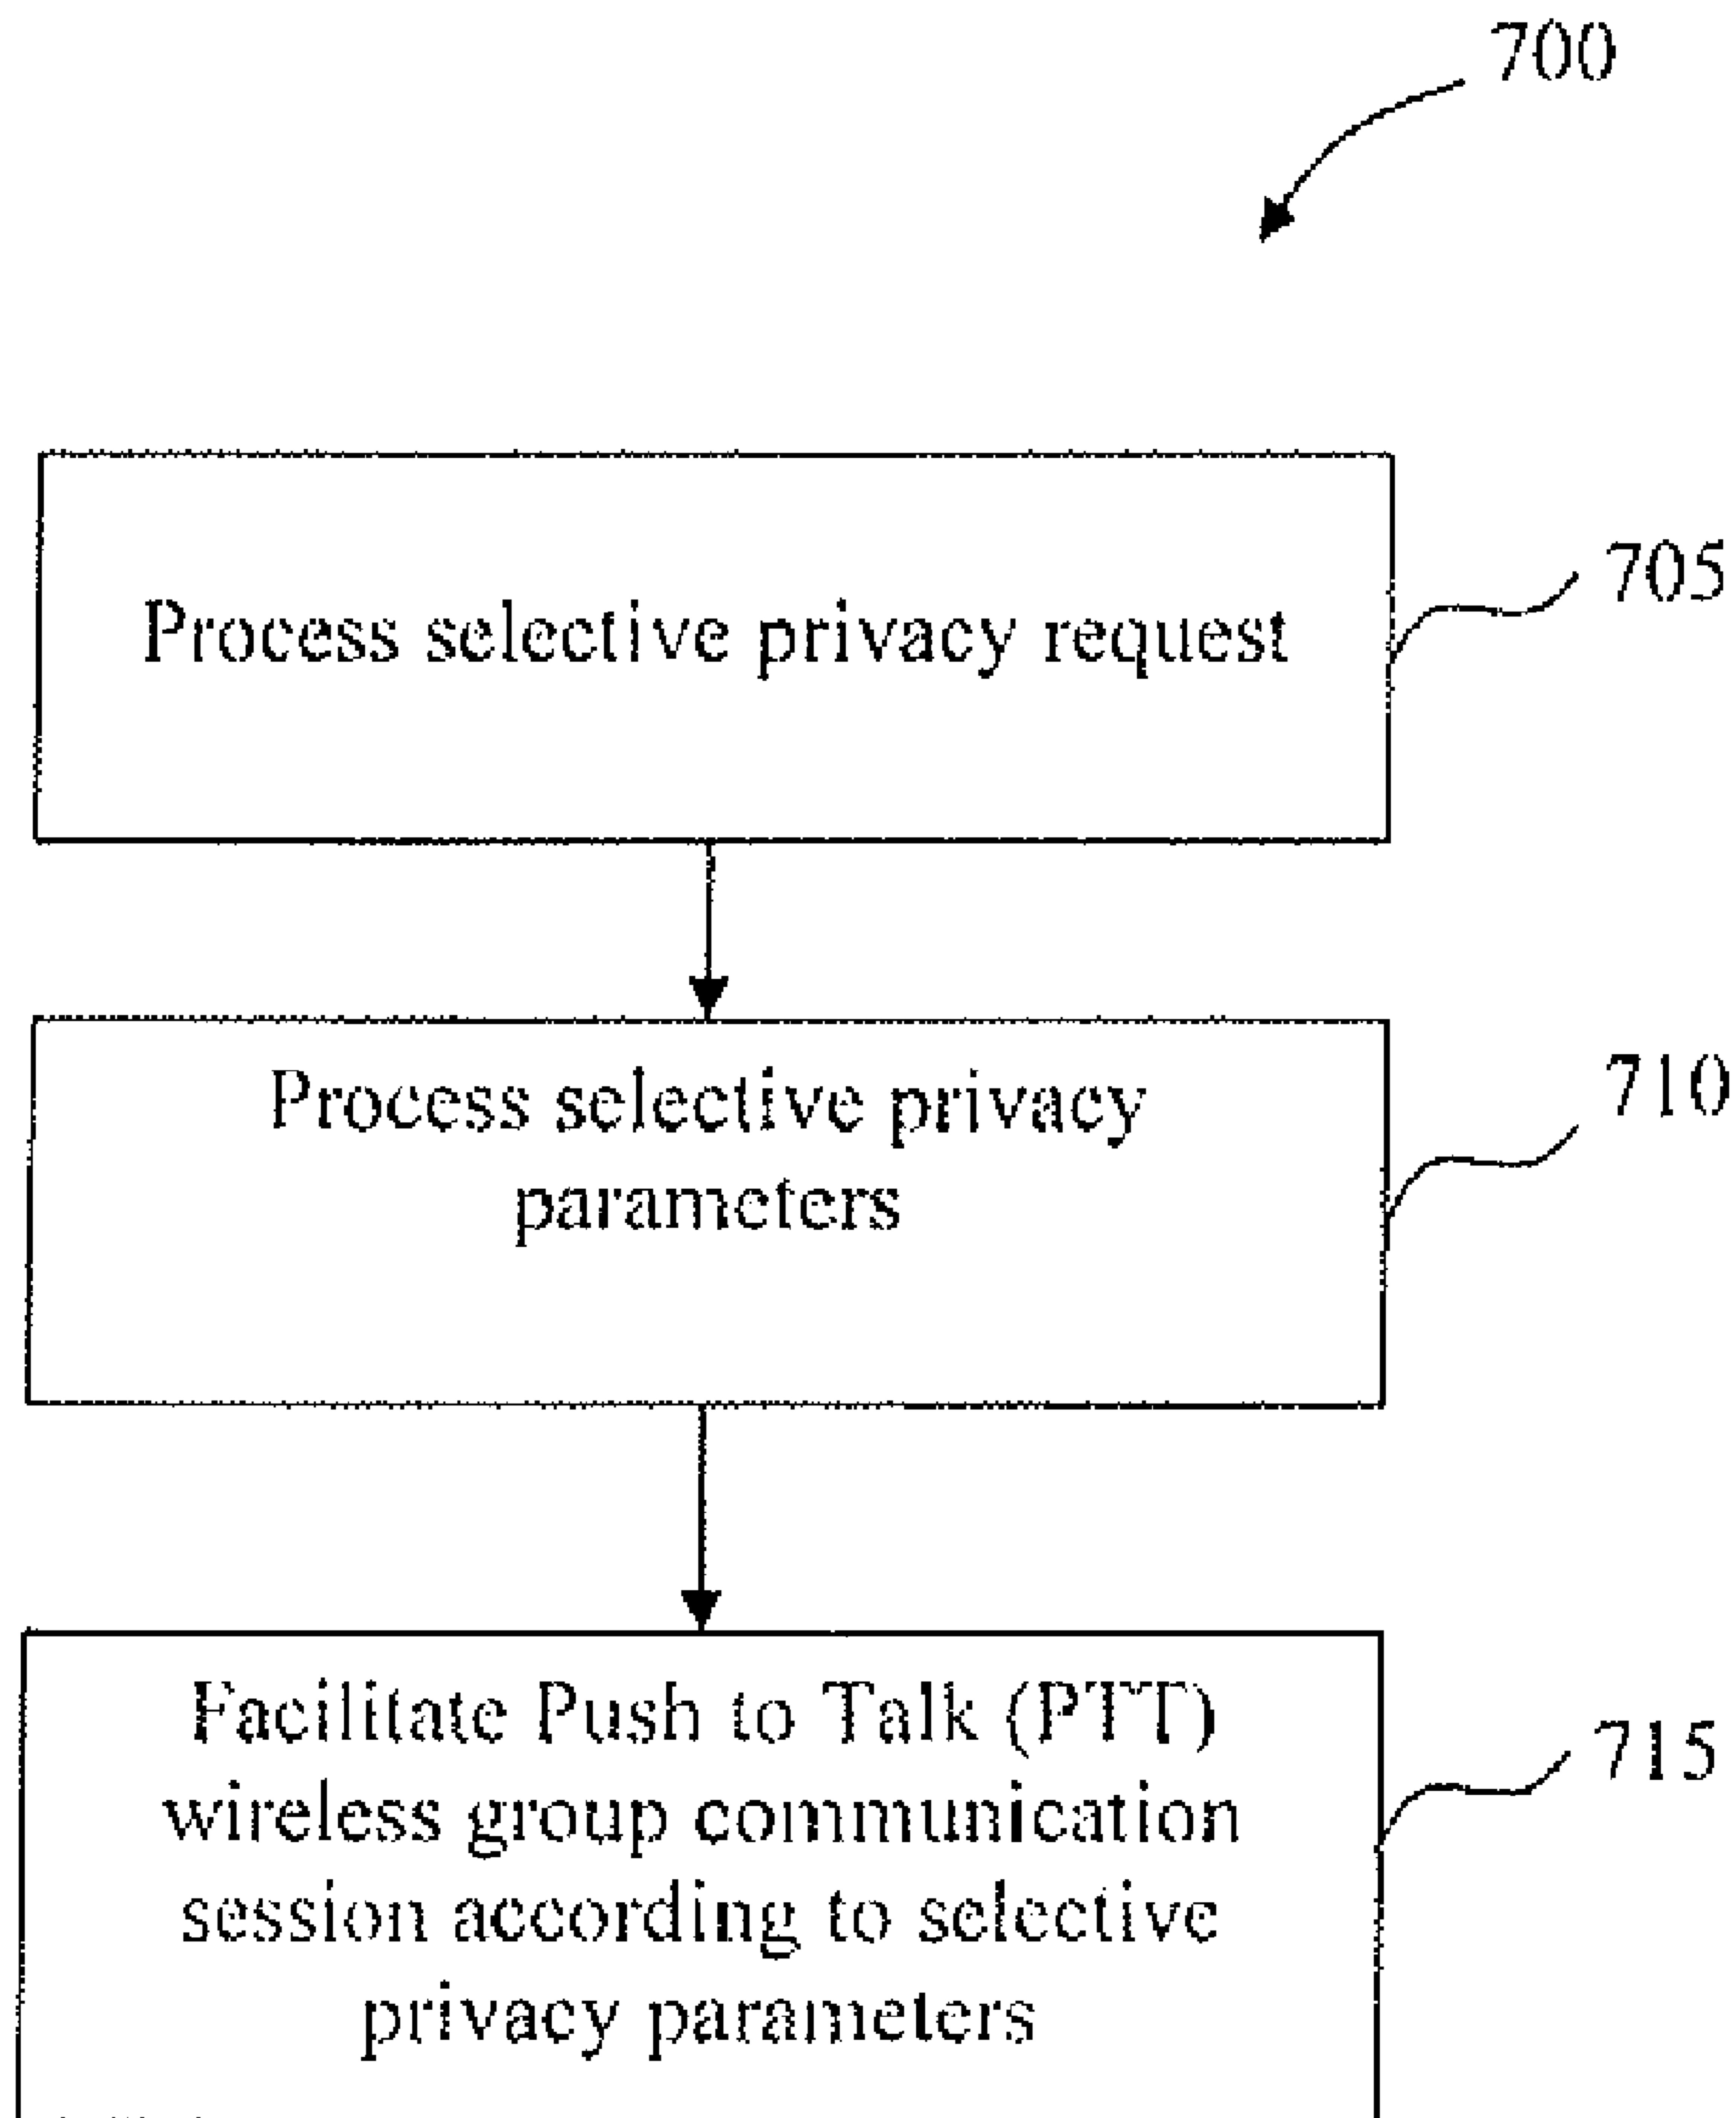 700
Process selective privacy request
705
Process selective privacy
parameters
710
Facilitate Push to Talk (PTT)
wireless group communication
session according to selective
privacy parameters
715